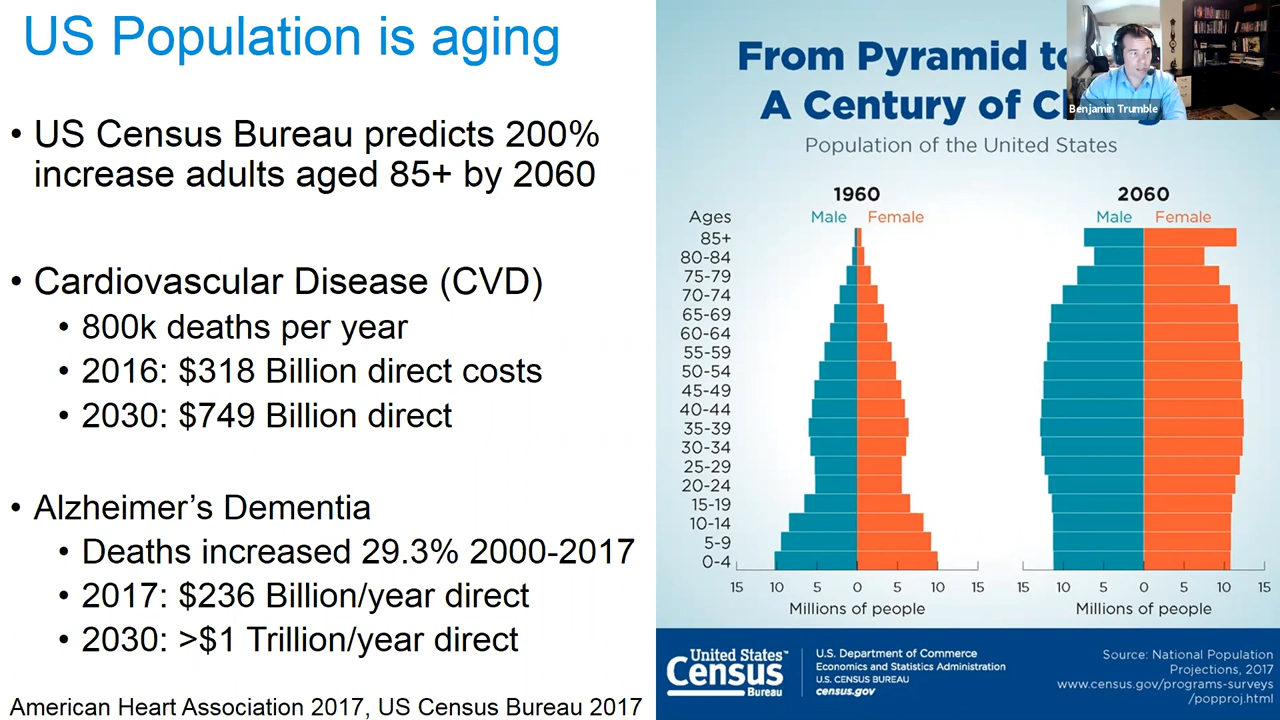 US Population is aging
• US Census Bureau predicts 200%
increase adults aged 85+ by 2060
• Cardiovascular Disease (CVD)
• 800k deaths per year
• 2016: $318 Billion direct costs
• 2030: $749 Billion direct
• Alzheimer's Dementia
• Deaths increased 29.3% 2000-2017
• 2017: $236 Billion/year direct
• 2030: >$1 Trillion/year direct
American Heart Association 2017, US Census Bureau 2017
From Pyramid
A Century of
Benjamin Trumble
Population of the United States
1960
Male Female
2060
Male Female
Ages
85+
80-84
75-79
70-74
65-69
60-64
55-59
50-54
45-49
40-44
35-39
30-34
25-29
20-24
15-19
10-14
5-9
0-4
15 10 5 0 5 10 15
Millions of people
15 10 5 0 5 10 15
Millions of people
United States™
Census
Bureau
U.S. Department of Commerce
Economics and Statistics Administration
U.S. CENSUS BUREAU
census.gov
Source: National Population
Projections, 2017
www.census.gov/programs-surveys
/popproj.html